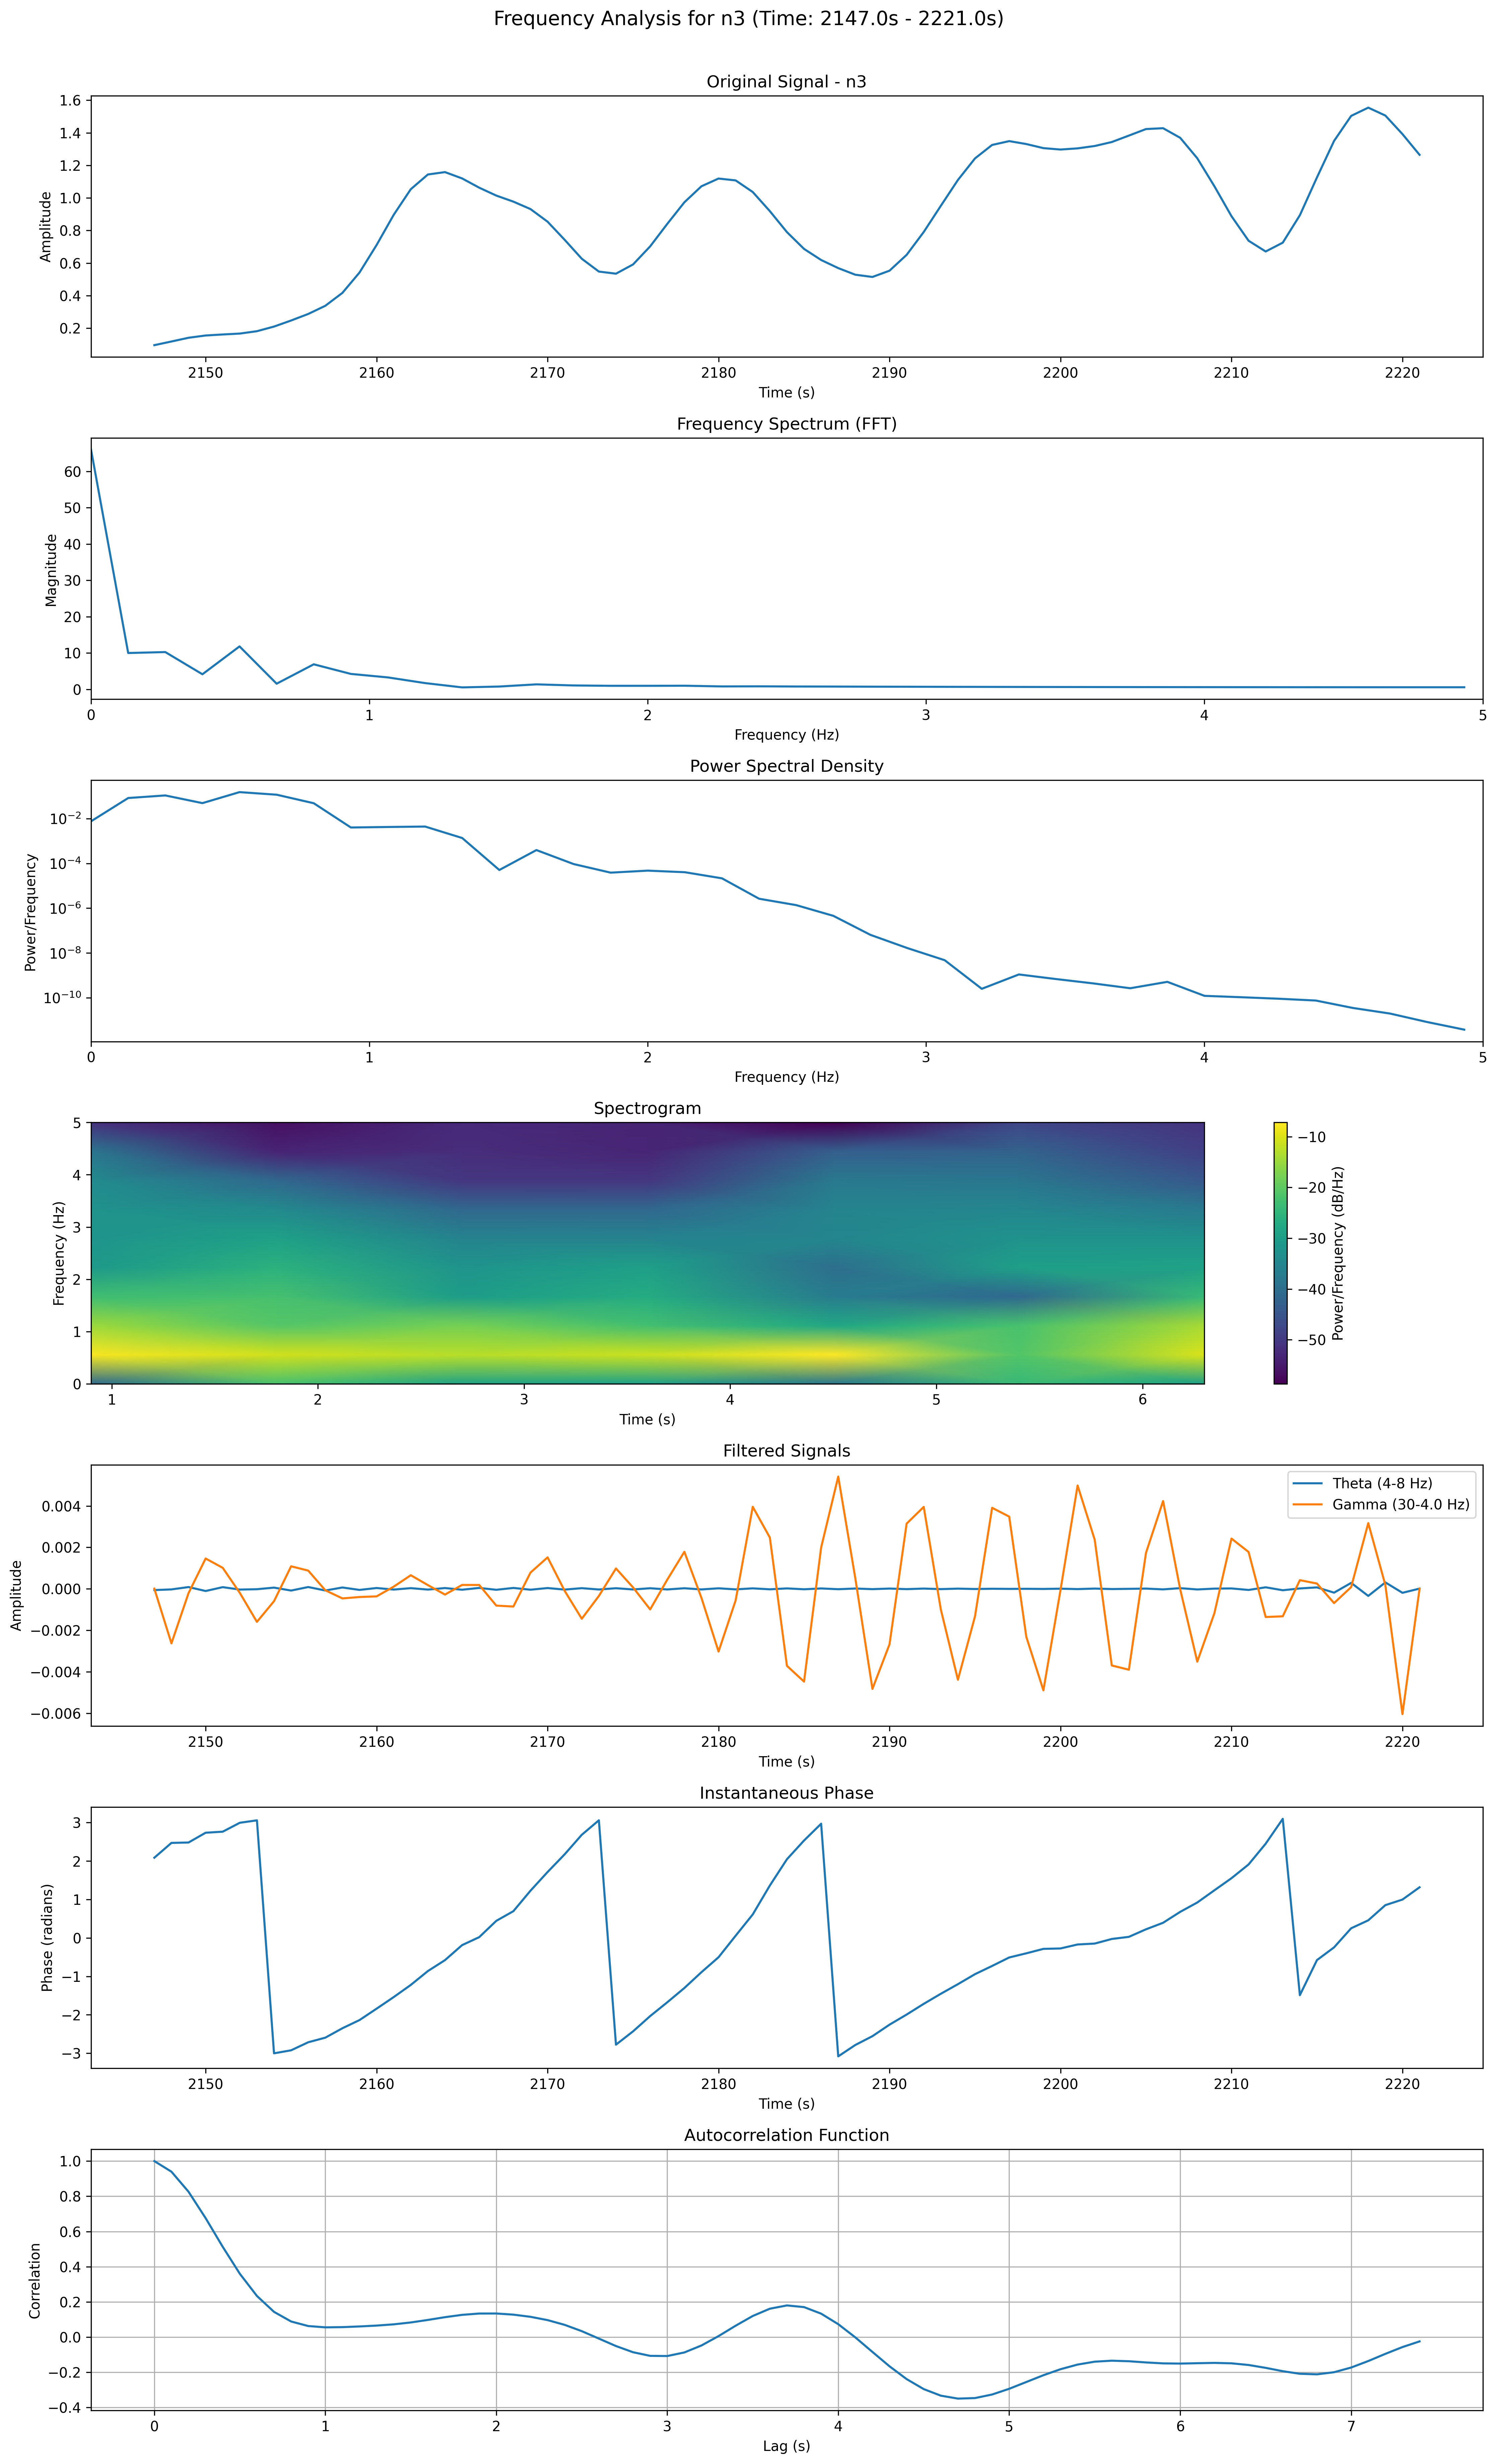 Frequency Analysis for n3 (Time: 2147.0s - 2221.0s)
Original Signal - n3
1.6
1.4
1.2
1.0
0.8
0.6
0.4
0.2
Amplitude
2150 2160 2170 2180 2190 2200 2210 2220
Time (s)
Frequency Spectrum (FFT)
60
50
40
30
20
10
0
Magnitude
0 1 2 3 4 5
Frequency (Hz)
Power Spectral Density
10⁻²
10⁻⁴
10⁻⁶
10⁻⁸
10⁻¹⁰
Power/Frequency
0 1 2 3 4 5
Frequency (Hz)
Spectrogram
5
4
3
2
1
0
Frequency (Hz)
1 2 3 4 5 6
Time (s)
−10
−20
−30
−40
−50
Power/Frequency (dB/Hz)
Filtered Signals
Theta (4-8 Hz)
Gamma (30-4.0 Hz)
0.004
0.002
0.000
−0.002
−0.004
−0.006
Amplitude
2150 2160 2170 2180 2190 2200 2210 2220
Time (s)
Instantaneous Phase
3
2
1
0
−1
−2
−3
Phase (radians)
2150 2160 2170 2180 2190 2200 2210 2220
Time (s)
Autocorrelation Function
1.0
0.8
0.6
0.4
0.2
0.0
−0.2
−0.4
Correlation
0 1 2 3 4 5 6 7
Lag (s)